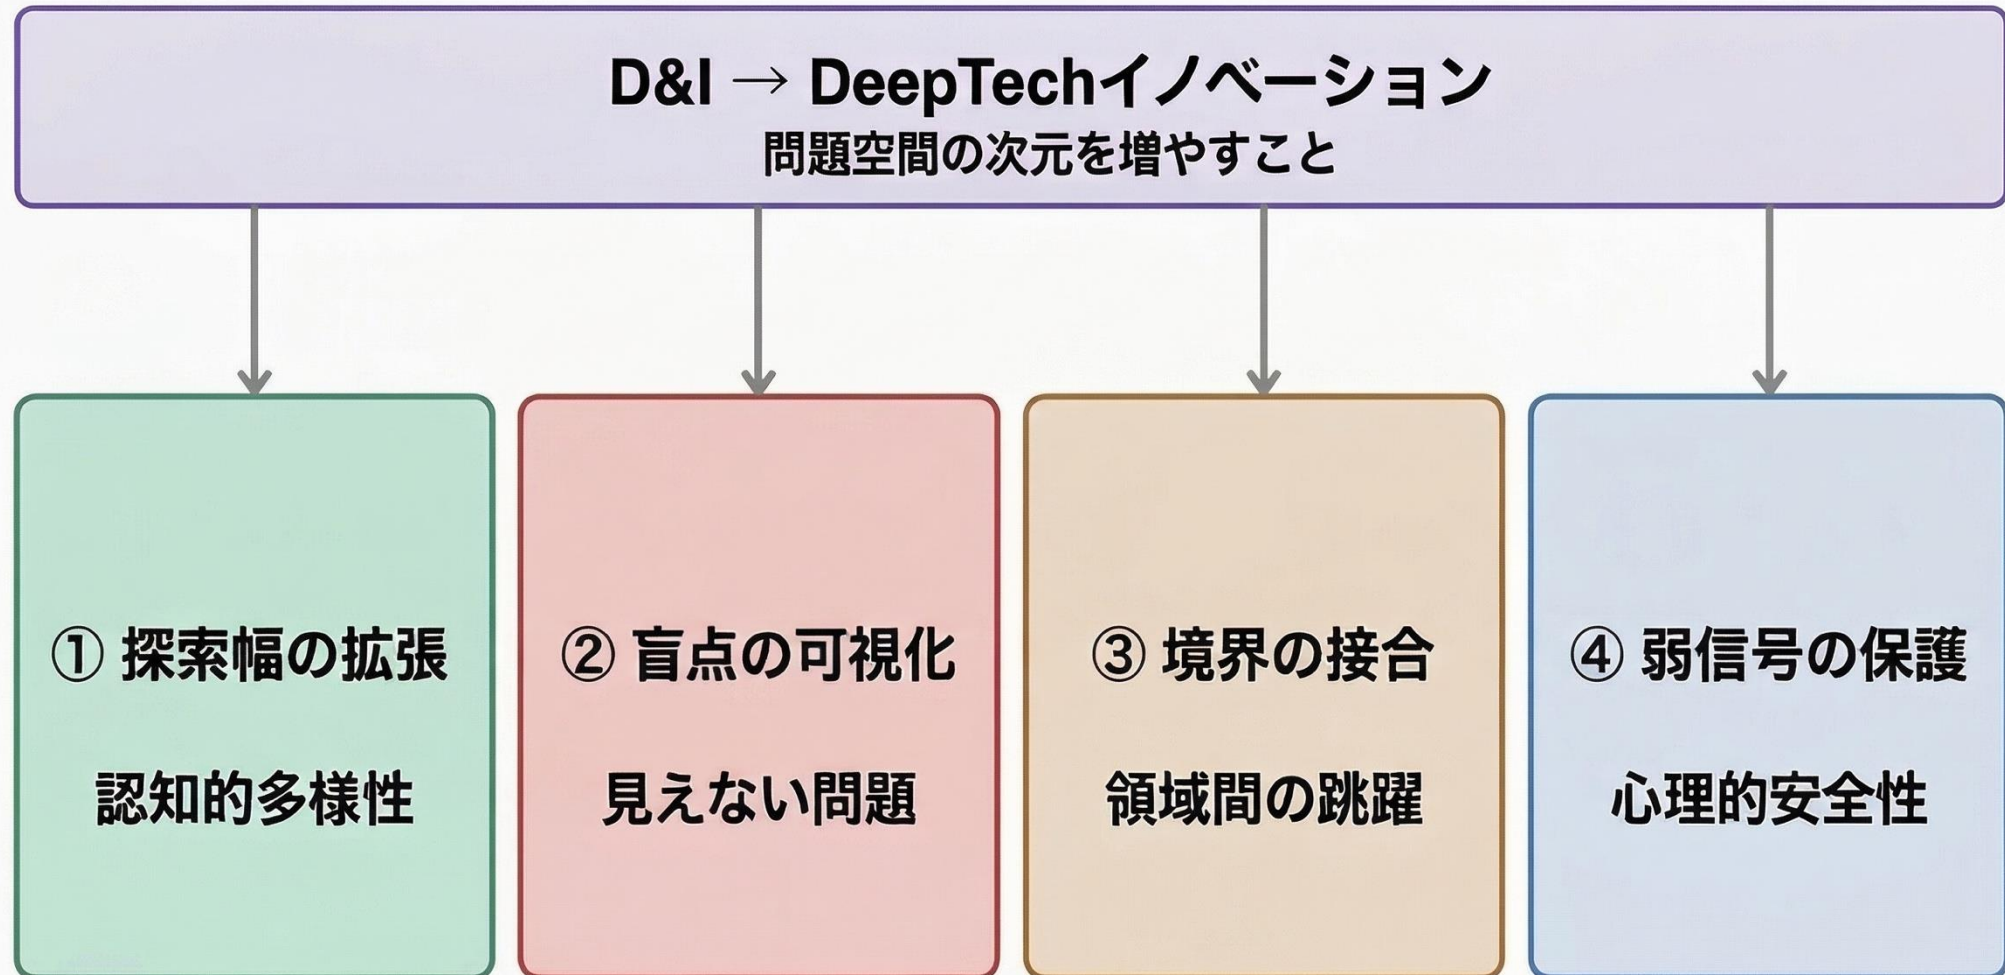 D&I → DeepTechイノベーション
問題空間の次元を増やすこと
① 探索幅の拡張
認知的多様性
② 盲点の可視化
見えない問題
③ 境界の接合
領域間の跳躍
④ 弱信号の保護
心理的安全性